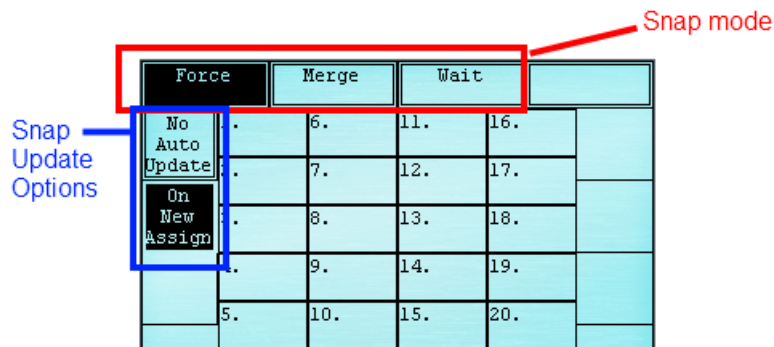 Snap mode
Force Merge Wait
Snap
Update
Options
No
Auto
Update
On
New
Assign
. 6. 11. 16.
. 7. 12. 17.
. 8. 13. 18.
. 9. 14. 19.
5. 10. 15. 20.